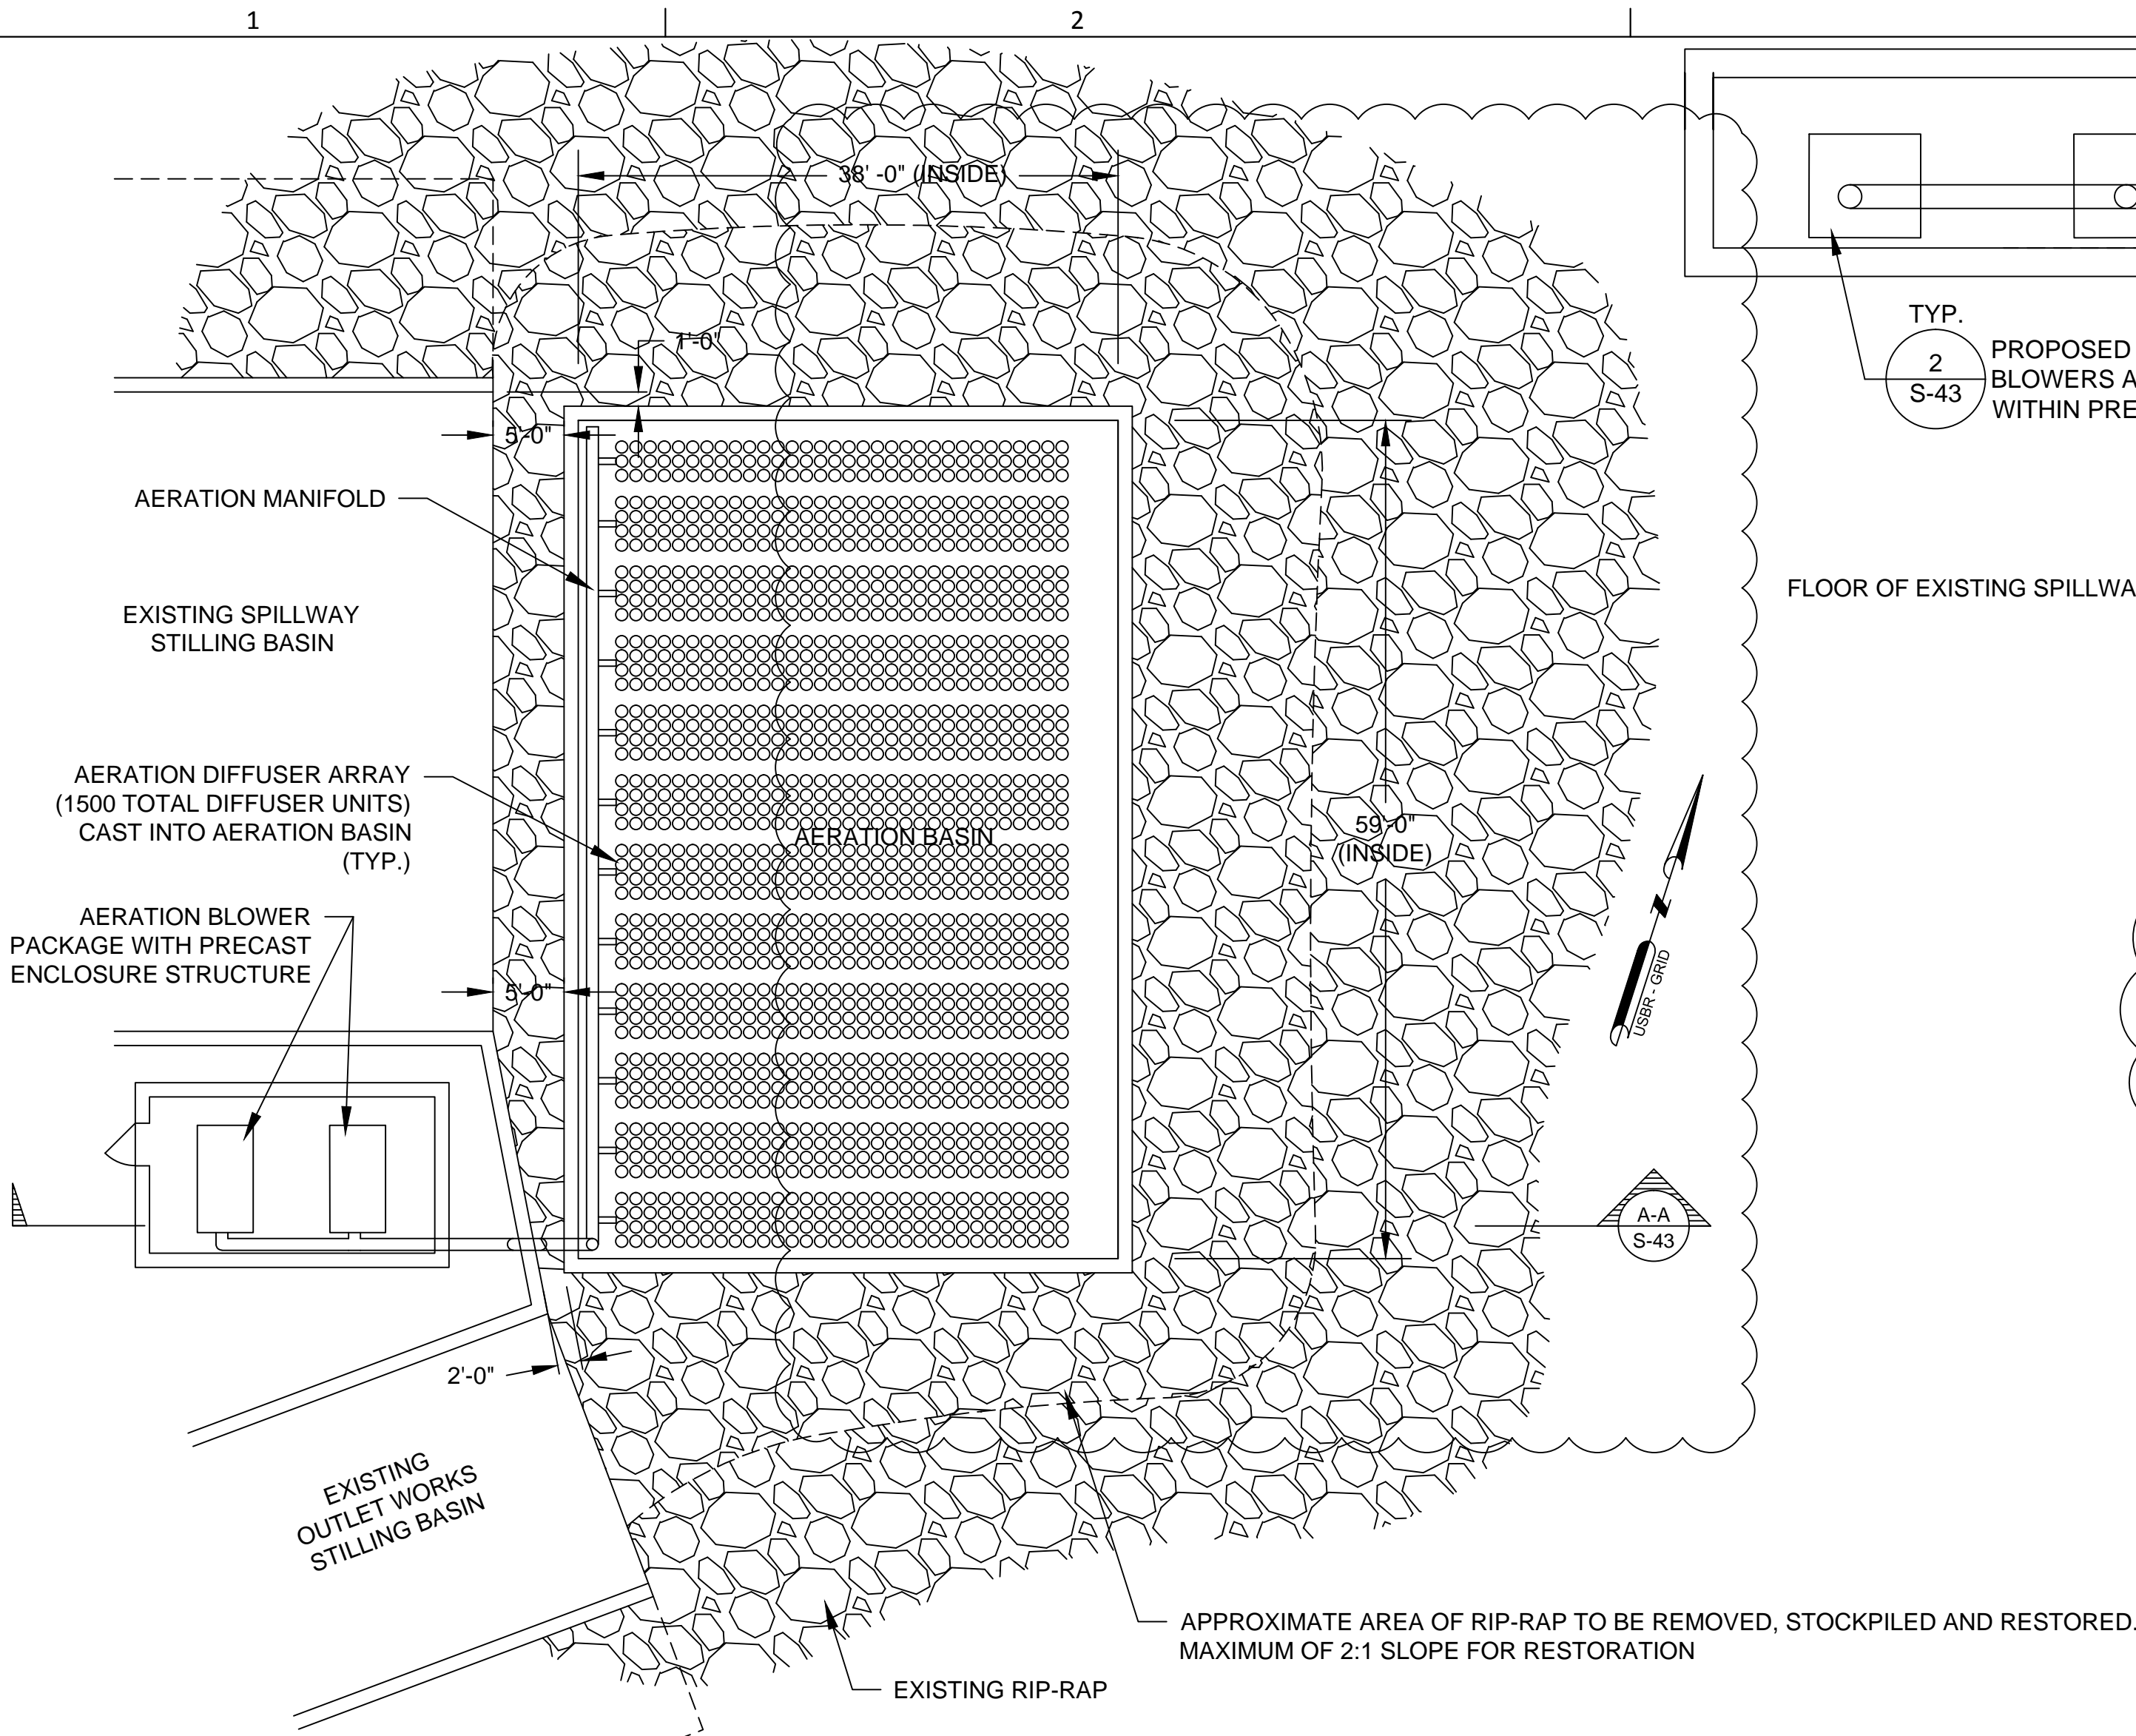 1
2
38' -0" (INSIDE)
1'-0"
TYP.
2
S-43
PROPOSED
BLOWERS A
WITHIN PRE
5'-0"
AERATION MANIFOLD
FLOOR OF EXISTING SPILLWA
EXISTING SPILLWAY
STILLING BASIN
AERATION DIFFUSER ARRAY
(1500 TOTAL DIFFUSER UNITS)
CAST INTO AERATION BASIN
(TYP.)
AERATION BASIN
59'-0"
(INSIDE)
AERATION BLOWER
PACKAGE WITH PRECAST
ENCLOSURE STRUCTURE
5'-0"
N
USBR - GRID
A-A
S-43
2'-0"
EXISTING
OUTLET WORKS
STILLING BASIN
APPROXIMATE AREA OF RIP-RAP TO BE REMOVED, STOCKPILED AND RESTORED.
MAXIMUM OF 2:1 SLOPE FOR RESTORATION
EXISTING RIP-RAP